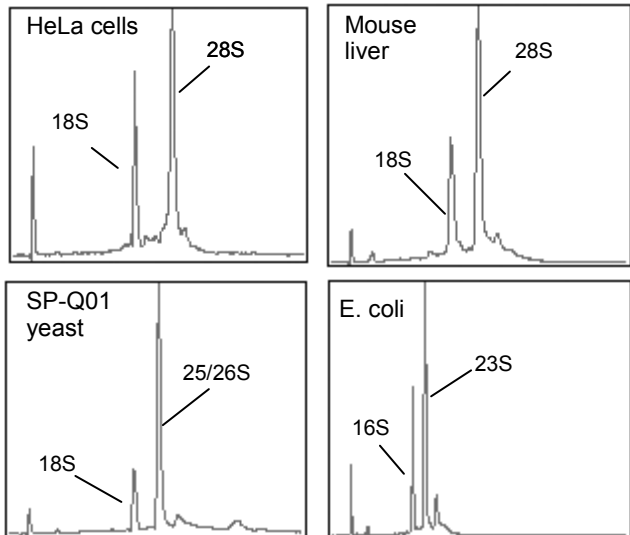 HeLa cells
28S
18S
Mouse
liver
28S
18S
SP-Q01
yeast
25/26S
18S
E. coli
23S
16S